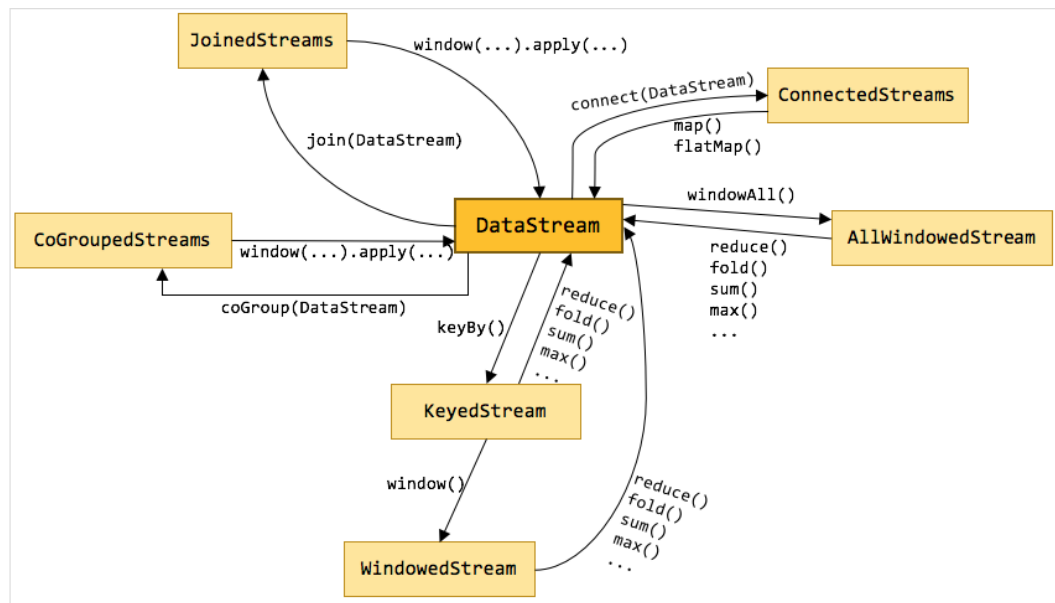 JoinedStreams
window(...).apply(...)
connect(DataStream)
ConnectedStreams
map()
flatMap()
join(DataStream)
windowAll()
DataStream
CoGroupedStreams
window(...).apply(...)
AllWindowedStream
reduce()
fold()
sum()
max()
...
coGroup(DataStream)
keyBy()
reduce()
fold()
sum()
max()
...
KeyedStream
window()
reduce()
fold()
sum()
max()
...
WindowedStream